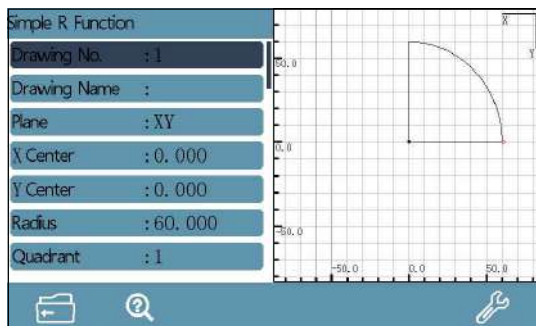 Simple R Function
Drawing No. :1
Drawing Name :
Plane :XY
X Center :0.000
Y Center :0.000
Radius :60.000
Quadrant :1
X
Y
50.0
0.0
-50.0
-50.0 0.0 50.0